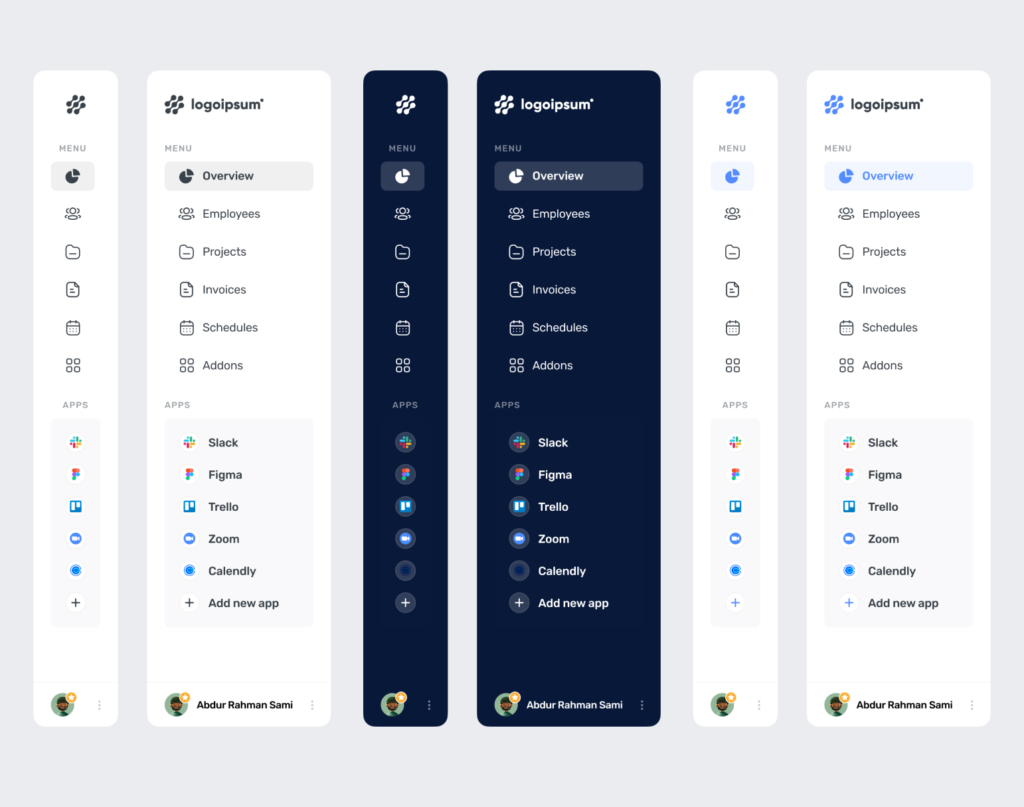 MENU
APPS
logoipsum
MENU
Overview
Employees
Projects
Invoices
Schedules
Addons
APPS
Slack
Figma
Trello
Zoom
Calendly
Add new app
Abdur Rahman Sami
MENU
APPS
logoipsum
MENU
Overview
Employees
Projects
Invoices
Schedules
Addons
APPS
Slack
Figma
Trello
Zoom
Calendly
Add new app
Abdur Rahman Sami
MENU
APPS
logoipsum
MENU
Overview
Employees
Projects
Invoices
Schedules
Addons
APPS
Slack
Figma
Trello
Zoom
Calendly
Add new app
Abdur Rahman Sami